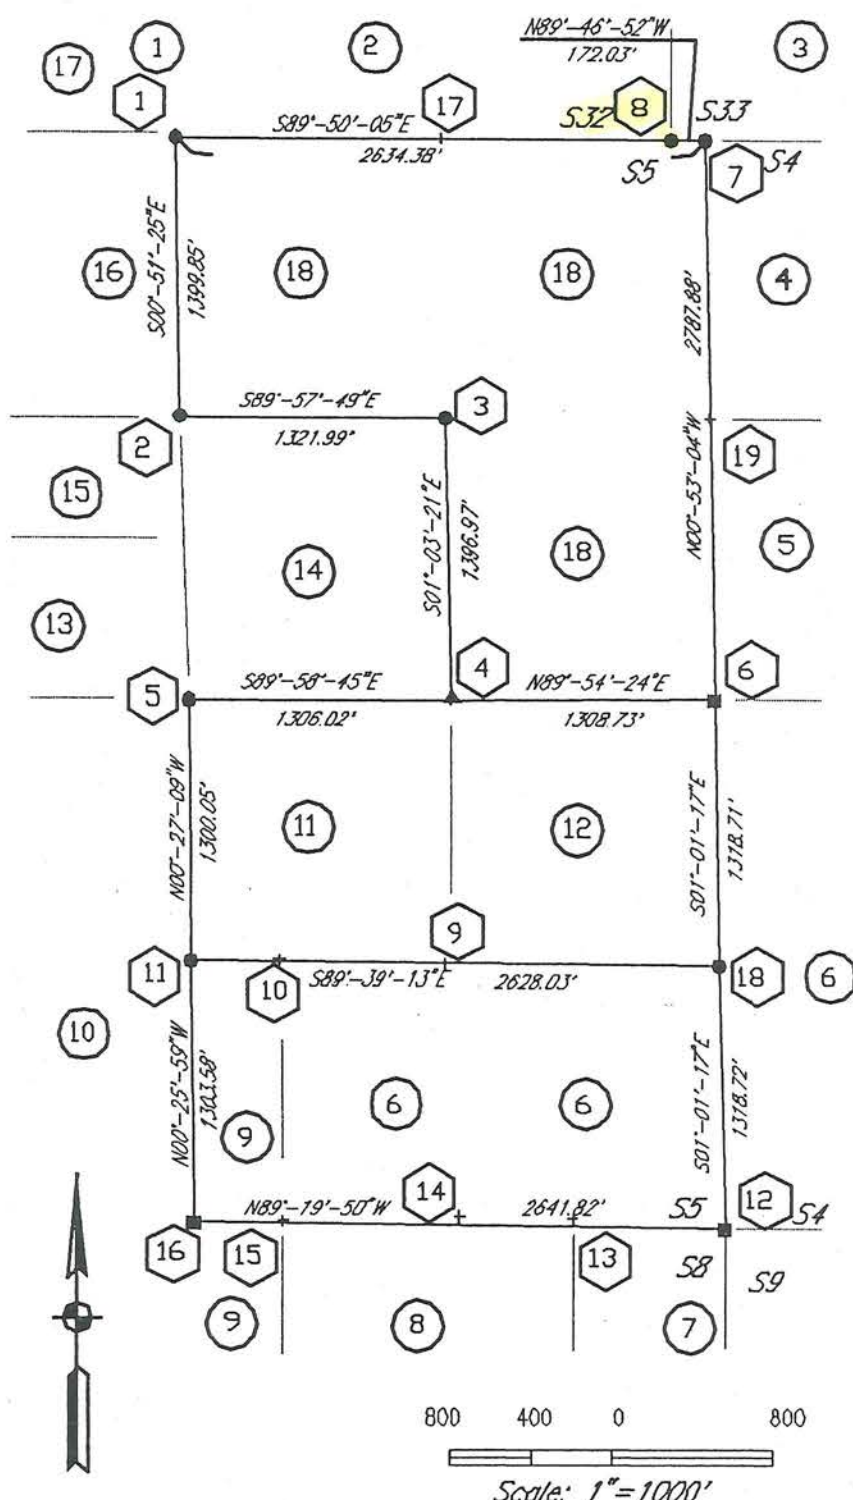 N89°-46'-52"W
172.03'
1
2
3
17
1
17
8
S32
S33
S89°-50'-05"E
2634.38'
S5
S4
7
S00°-51'-25"E
1399.85'
16
18
18
4
2787.88'
N00°-53'-04"W
S89°-57'-49"E
1321.99'
3
2
19
15
S01°-03'-21"E
1396.97'
14
18
5
13
4
6
5
S89°-58'-45"E
1306.02'
N89°-54'-24"E
1308.73'
N00°-27'-09"W
1300.05'
11
12
S01°-01'-17"E
1318.71'
9
11
10
S89°-39'-13"E
2628.03'
18
6
10
N00°-25'-59"W
1303.58'
9
6
6
S01°-01'-17"E
1318.72'
14
12
N89°-19'-50"W
2641.82'
S5
S4
16
15
13
S8
S9
9
8
7
800 400 0 800
Scale: 1"=1000'